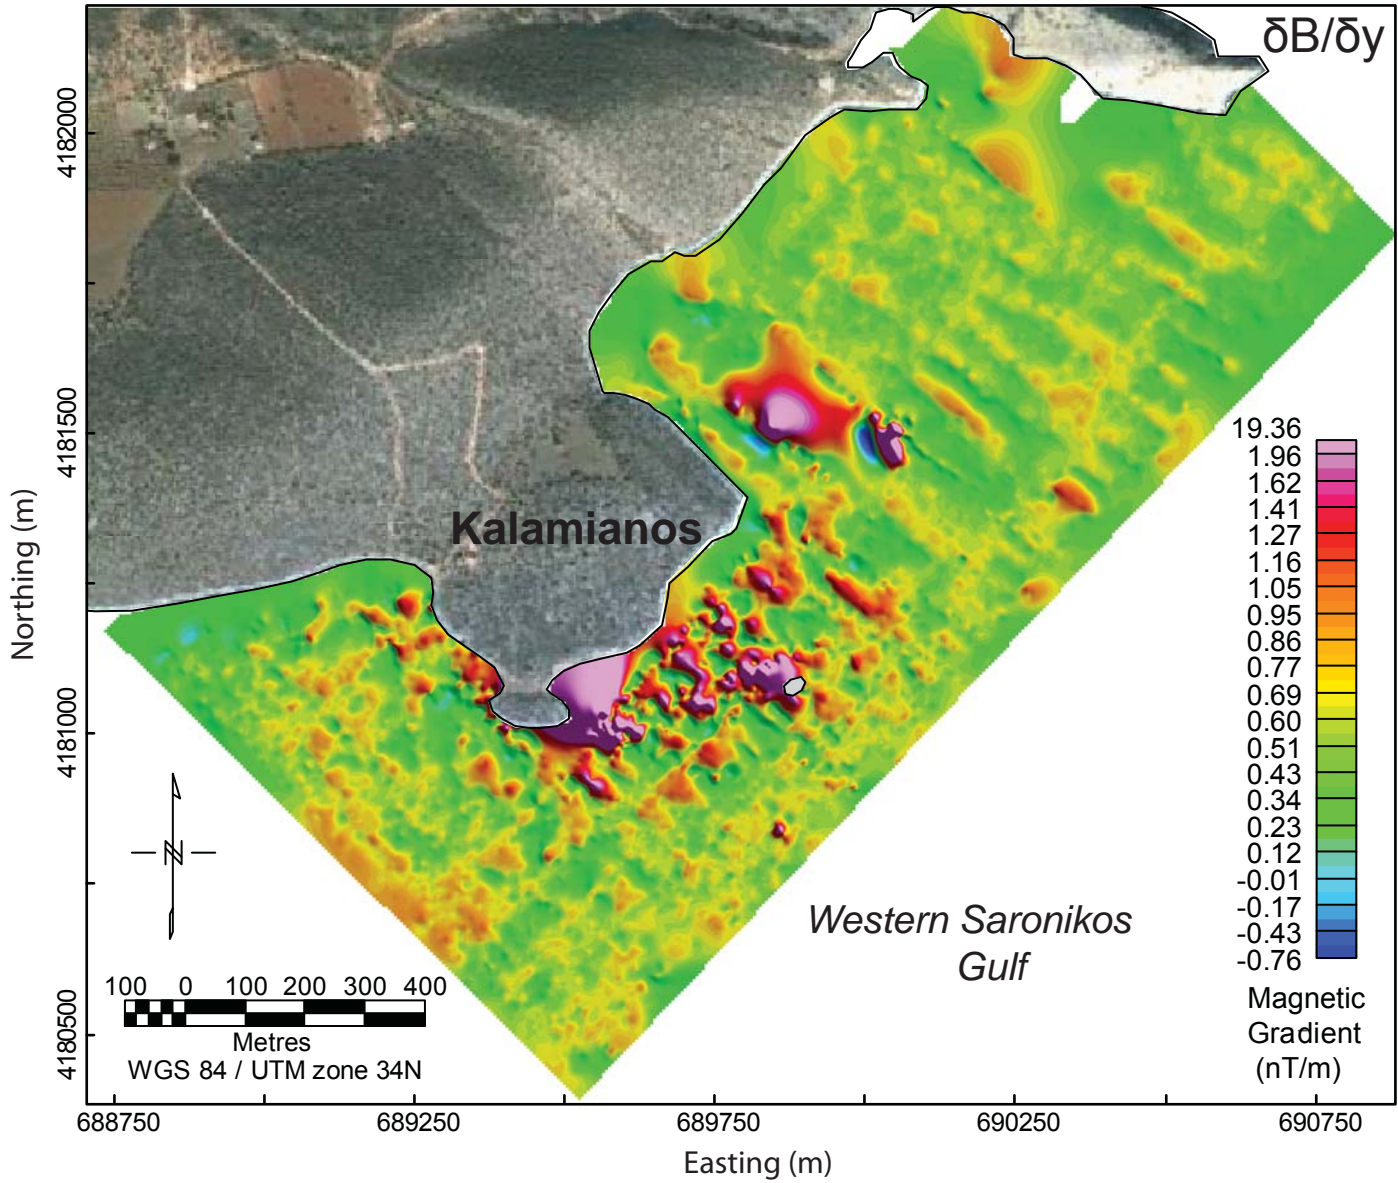 δB/δy
4182000
4181500
4181000
4180500
Northing (m)
Kalamianos
Western Saronikos
Gulf
19.36
1.96
1.62
1.41
1.27
1.16
1.05
0.95
0.86
0.77
0.69
0.60
0.51
0.43
0.34
0.23
0.12
-0.01
-0.17
-0.43
-0.76
Magnetic
Gradient
(nT/m)
N
100 0 100 200 300 400
Metres
WGS 84 / UTM zone 34N
688750 689250 689750 690250 690750
Easting (m)